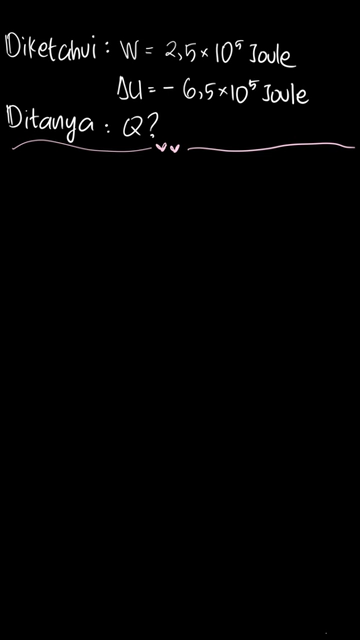 Diketahui : W = 2,5 × 10⁵ Joule
ΔU = - 6,5 × 10⁵ Joule
Ditanya : Q?